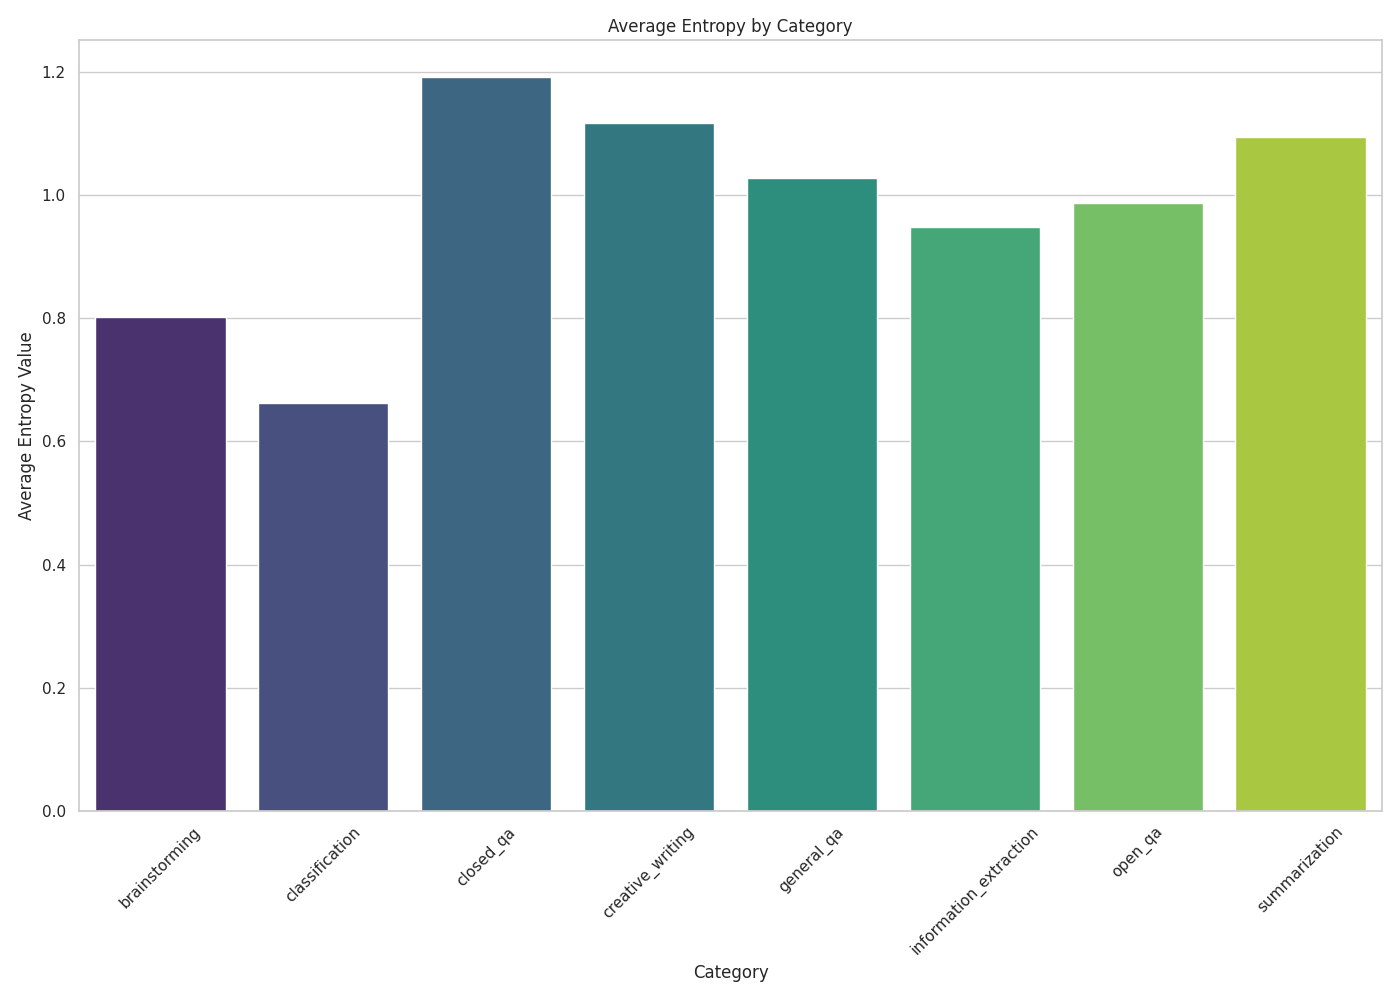 Average Entropy by Category
Average Entropy Value
1.2
1.0
0.8
0.6
0.4
0.2
0.0
brainstorming
classification
closed_qa
creative_writing
general_qa
information_extraction
open_qa
summarization
Category